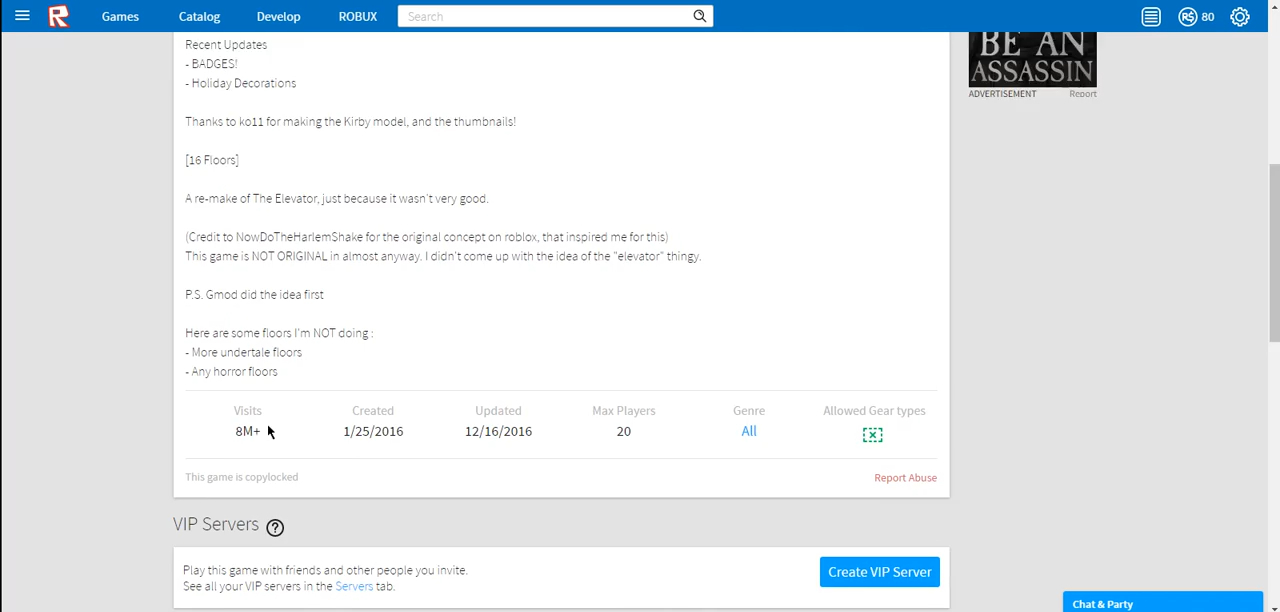 Games Catalog Develop ROBUX Search R$ 80
BE AN
ASSASSIN
ADVERTISEMENT Report
Recent Updates
- BADGES!
- Holiday Decorations
Thanks to ko11 for making the Kirby model, and the thumbnails!
[16 Floors]
A re-make of The Elevator, just because it wasn't very good.
(Credit to NowDoTheHarlemShake for the original concept on roblox, that inspired me for this)
This game is NOT ORIGINAL in almost anyway. I didn't come up with the idea of the "elevator" thingy.
P.S. Gmod did the idea first
Here are some floors I'm NOT doing :
- More undertale floors
- Any horror floors
Visits Created Updated Max Players Genre Allowed Gear types
8M+ 1/25/2016 12/16/2016 20 All
This game is copylocked Report Abuse
VIP Servers ?
Play this game with friends and other people you invite.
See all your VIP servers in the Servers tab.
Create VIP Server
Chat & Party